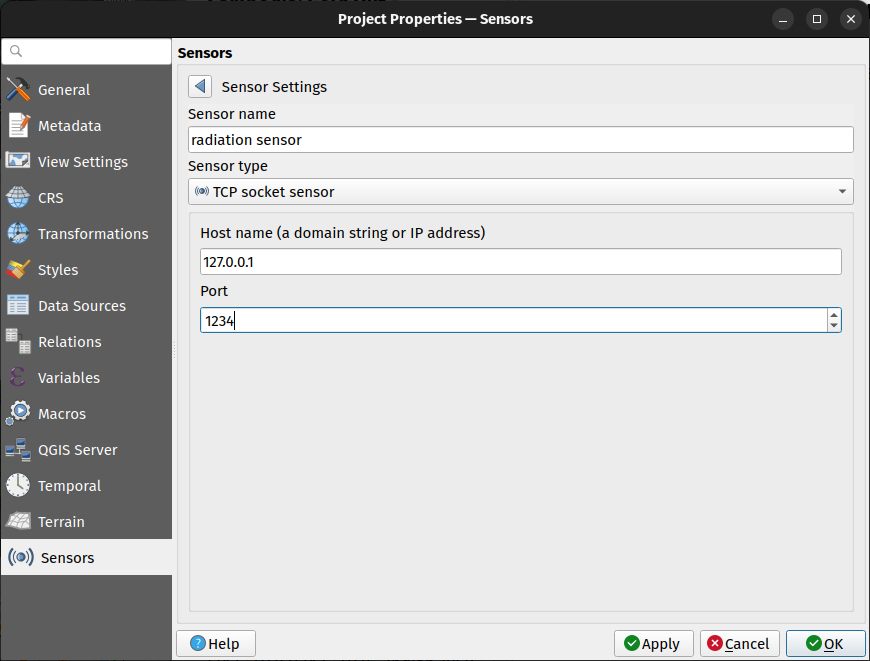 Project Properties — Sensors
Sensors
General
Metadata
View Settings
CRS
Transformations
Styles
Data Sources
Relations
Variables
Macros
QGIS Server
Temporal
Terrain
Sensors
Sensor Settings
Sensor name
radiation sensor
Sensor type
TCP socket sensor
Host name (a domain string or IP address)
127.0.0.1
Port
1234
Help
Apply
Cancel
OK